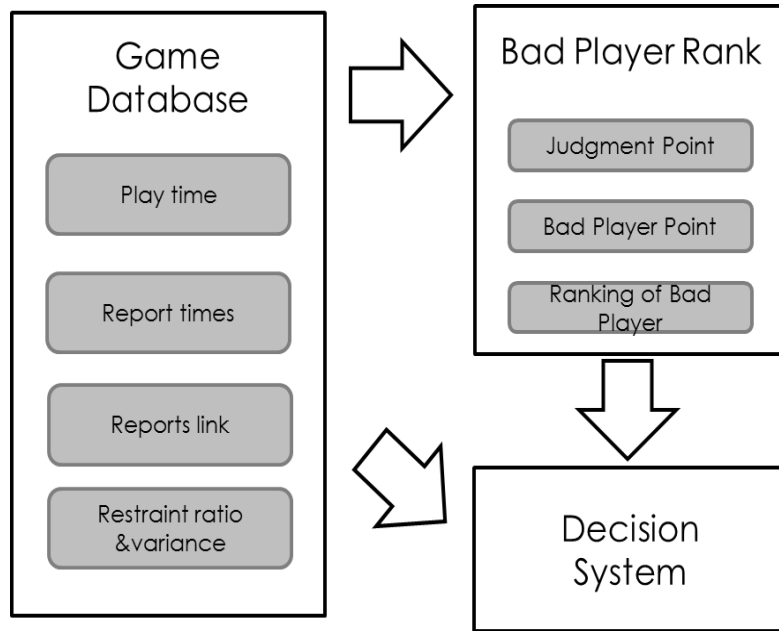 Game
Database
Play time
Report times
Reports link
Restraint ratio
&variance
Bad Player Rank
Judgment Point
Bad Player Point
Ranking of Bad
Player
Decision
System